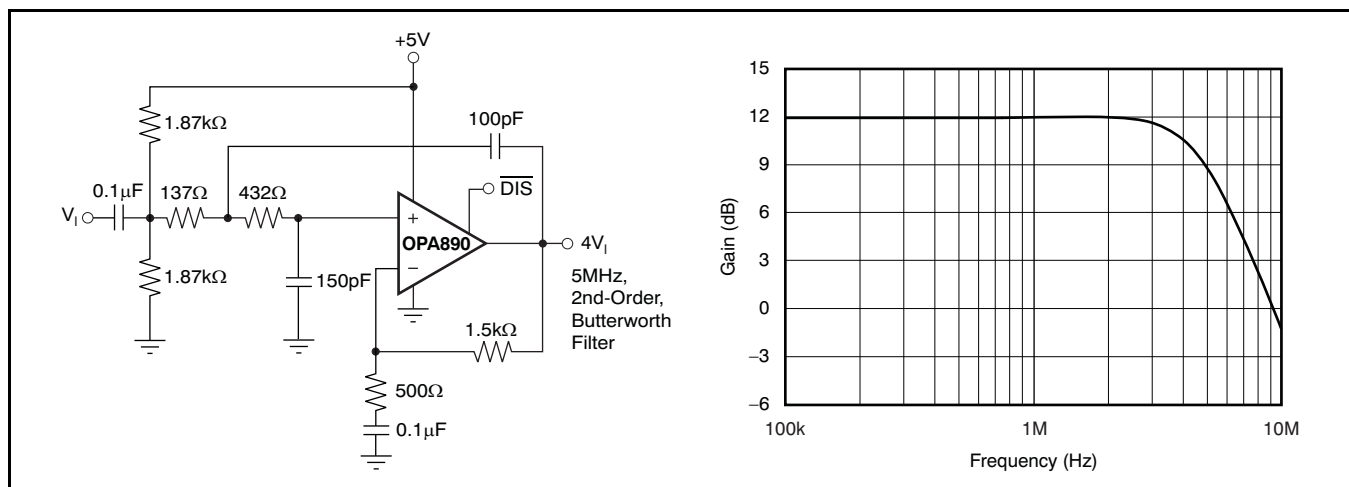 +5V
1.87kΩ
100pF
0.1μF
137Ω
432Ω
DIS
VI
+
OPA890
4VI
−
1.87kΩ
150pF
5MHz,
2nd-Order,
Butterworth
Filter
1.5kΩ
500Ω
0.1μF
15
12
9
6
3
0
−3
−6
Gain (dB)
100k
1M
10M
Frequency (Hz)